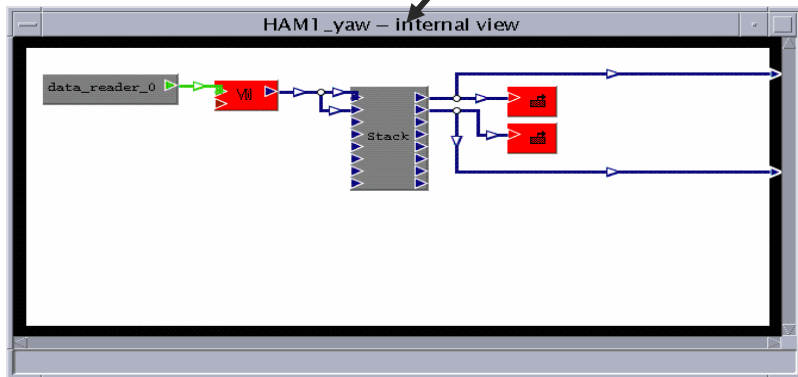 HAM1_yaw – internal view
data_reader_0
Stack